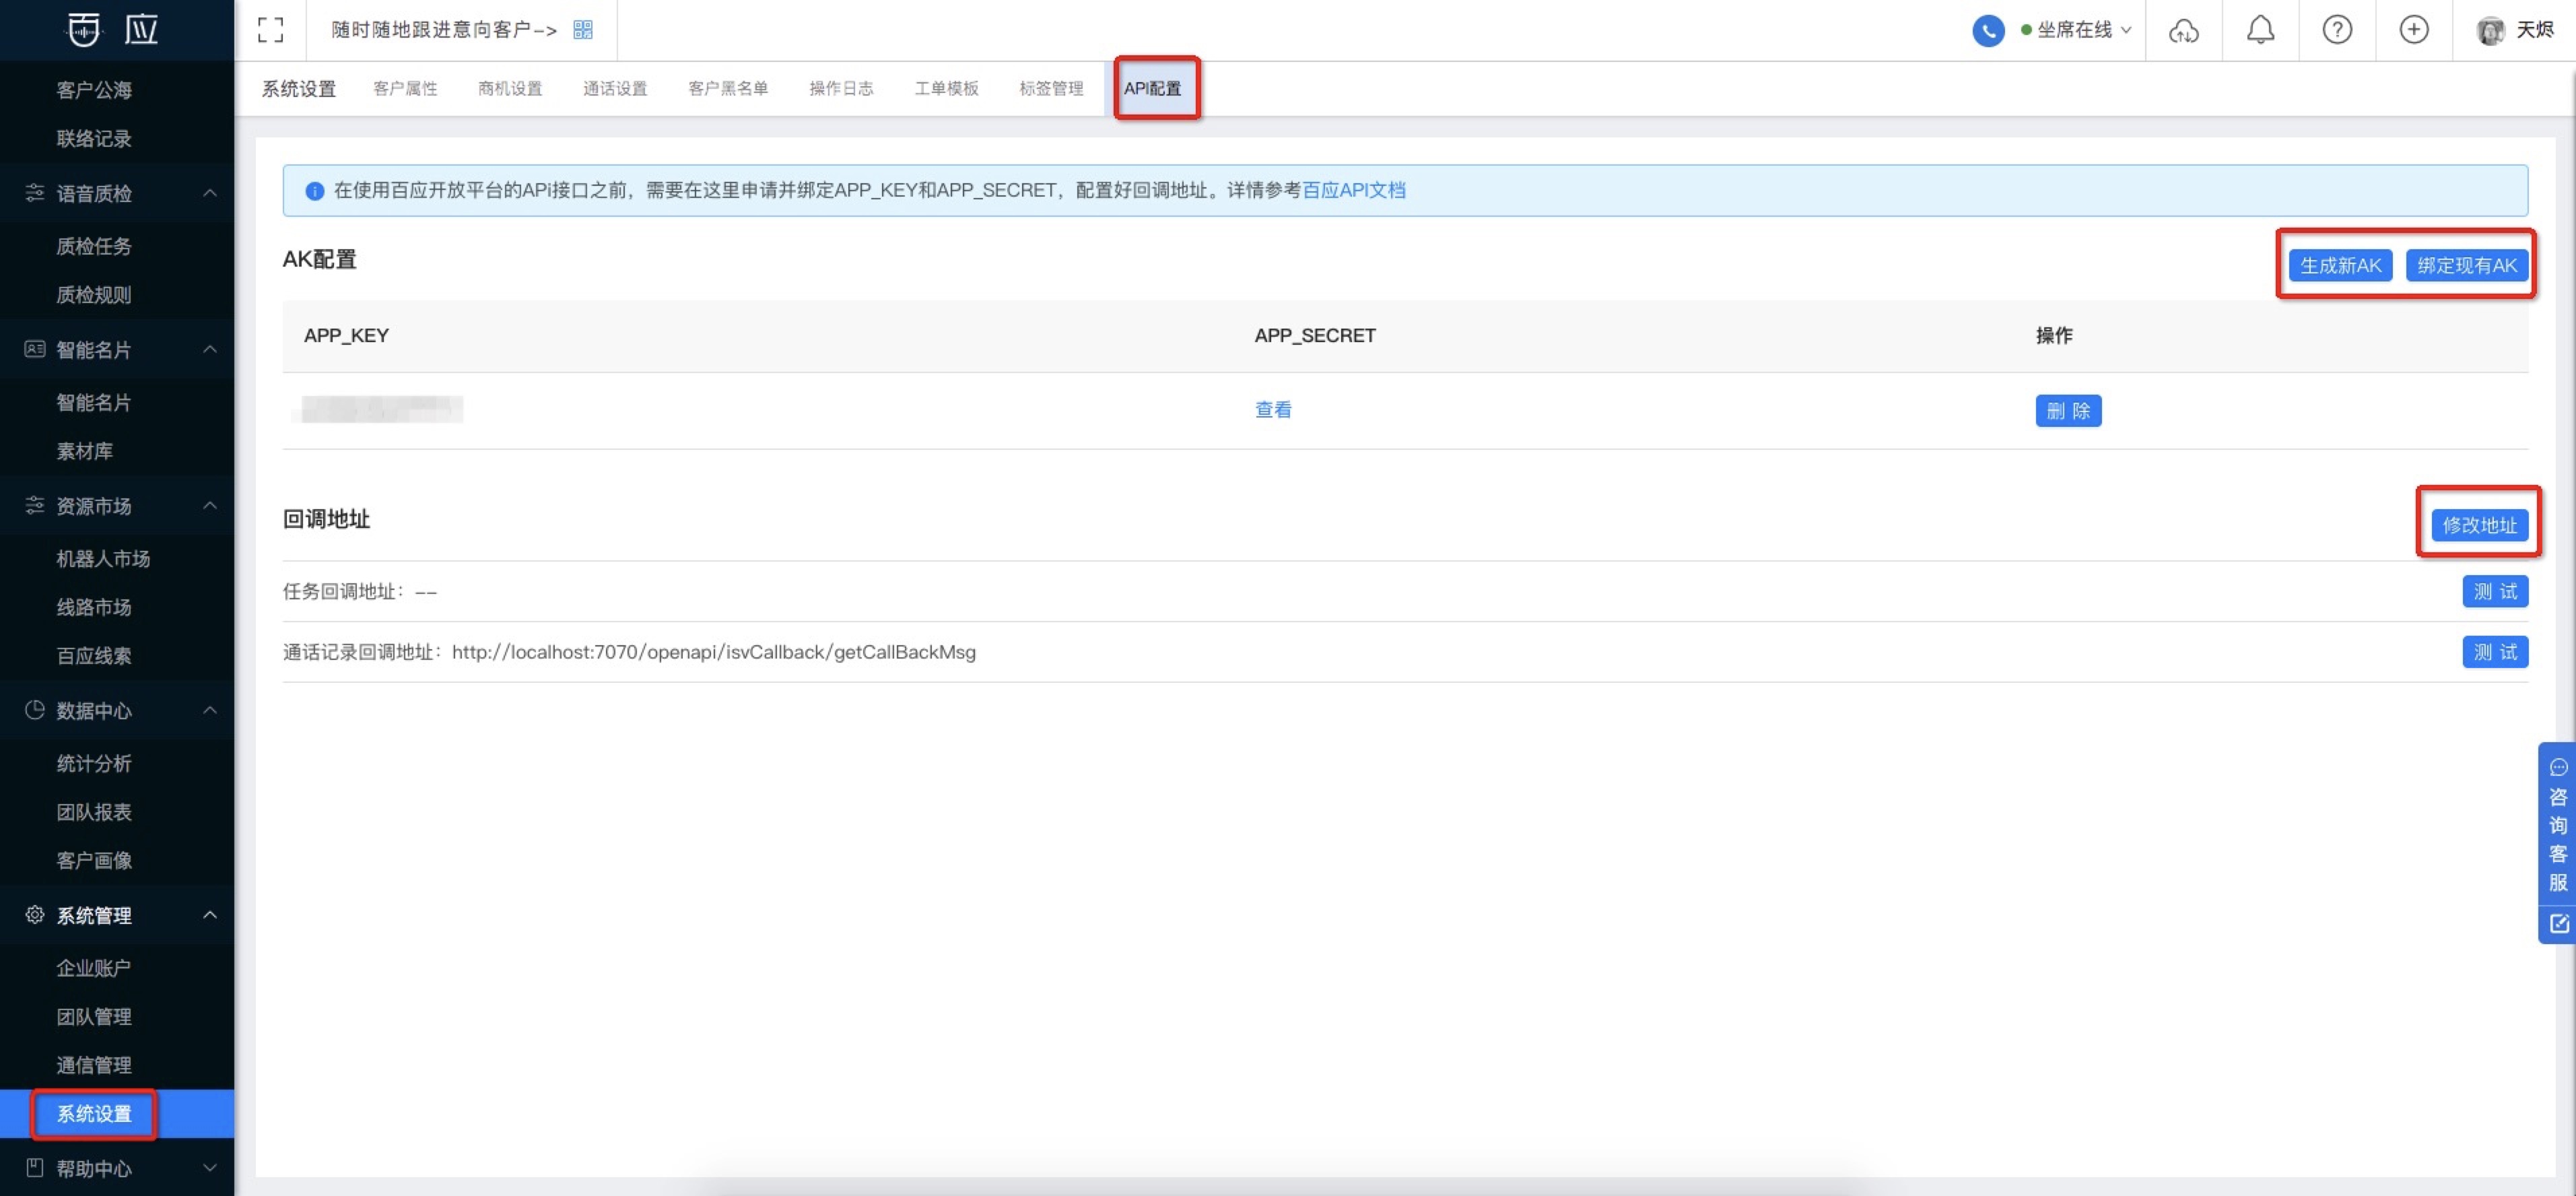 百应
随时随地跟进意向客户->
坐席在线
天烬
客户公海
联络记录
语音质检
质检任务
质检规则
智能名片
智能名片
素材库
资源市场
机器人市场
线路市场
百应线索
数据中心
统计分析
团队报表
客户画像
系统管理
企业账户
团队管理
通信管理
系统设置
帮助中心
系统设置 客户属性 商机设置 通话设置 客户黑名单 操作日志 工单模板 标签管理 API配置
在使用百应开放平台的APi接口之前，需要在这里申请并绑定APP_KEY和APP_SECRET，配置好回调地址。详情参考百应API文档
AK配置
生成新AK 绑定现有AK
APP_KEY APP_SECRET 操作
查看 删 除
回调地址
修改地址
任务回调地址：-- 测 试
通话记录回调地址：http://localhost:7070/openapi/isvCallback/getCallBackMsg 测 试
咨询客服